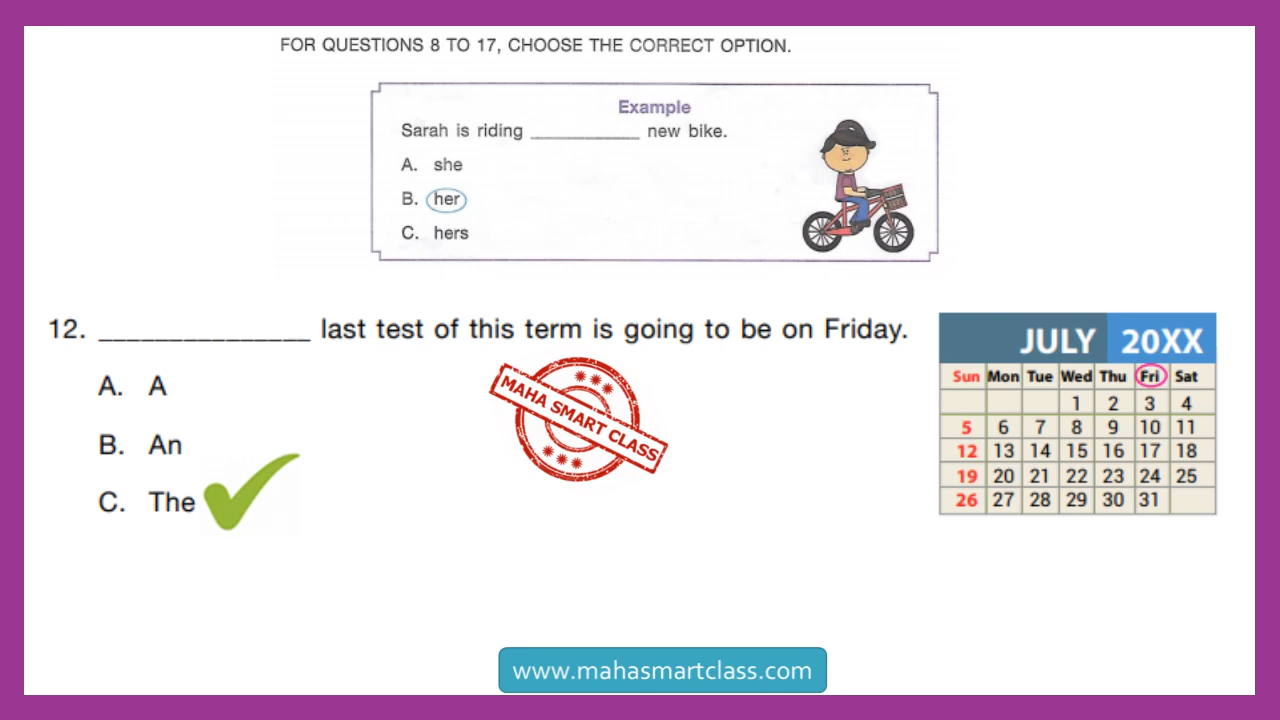 FOR QUESTIONS 8 TO 17, CHOOSE THE CORRECT OPTION.
Example
Sarah is riding __________ new bike.
A. she
B. her
C. hers
12. _______________ last test of this term is going to be on Friday.
A. A
B. An
C. The
MAHA SMART CLASS
JULY 20XX
Sun Mon Tue Wed Thu Fri Sat
1 2 3 4
5 6 7 8 9 10 11
12 13 14 15 16 17 18
19 20 21 22 23 24 25
26 27 28 29 30 31
www.mahasmartclass.com